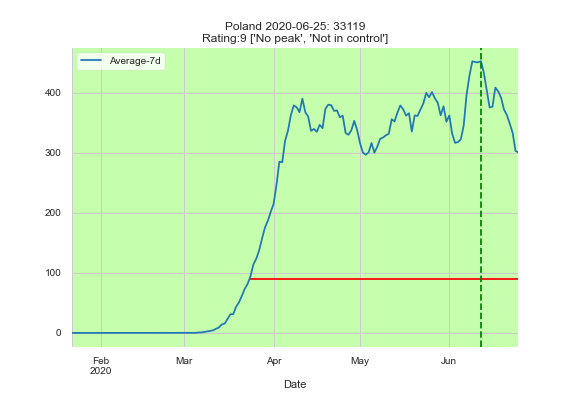 Poland 2020-06-25: 33119
Rating:9 ['No peak', 'Not in control']
Average-7d
400
300
200
100
0
Feb Mar Apr May Jun
2020
Date